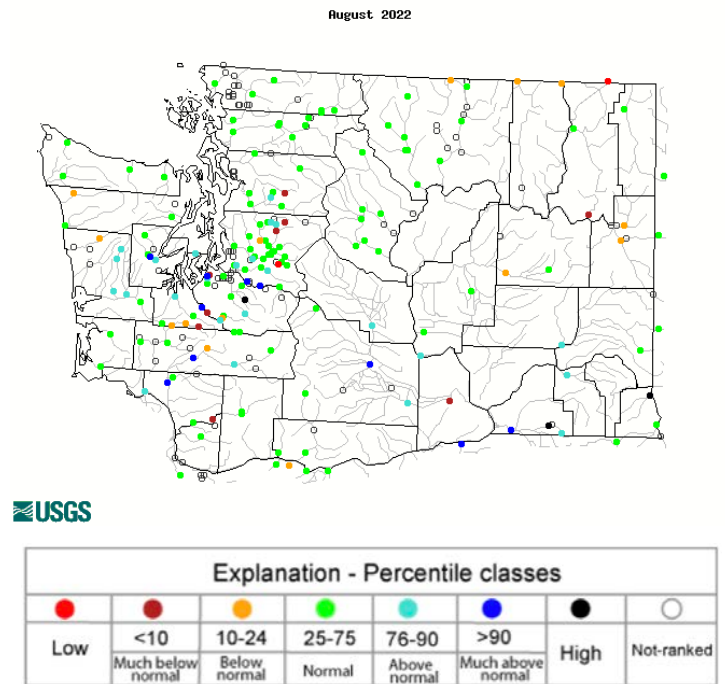 August 2022
USGS
Explanation - Percentile classes
Low
<10
10-24
25-75
76-90
>90
High
Not-ranked
Much below
normal
Below
normal
Normal
Above
normal
Much above
normal